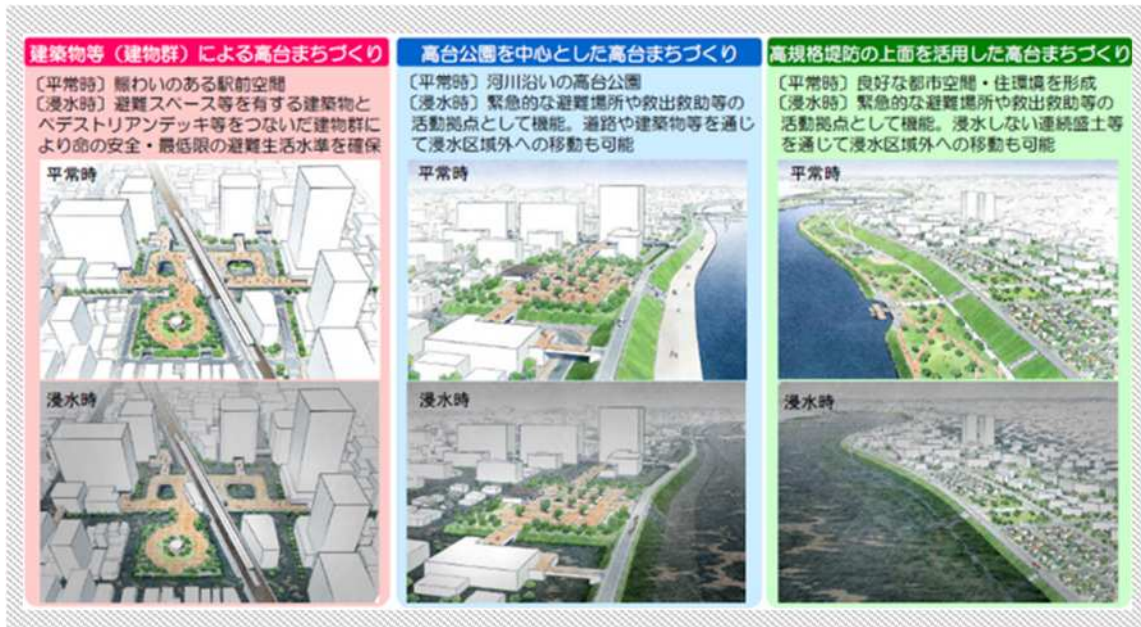 建築物等（建物群）による高台まちづくり
〔平常時〕賑わいのある駅前空間
〔浸水時〕避難スペース等を有する建築物と
ペデストリアンデッキ等をつないだ建物群に
より命の安全・最低限の避難生活水準を確保
平常時
浸水時
高台公園を中心とした高台まちづくり
〔平常時〕河川沿いの高台公園
〔浸水時〕緊急的な避難場所や救出救助等の
活動拠点として機能。道路や建築物等を通じ
て浸水区域外への移動も可能
平常時
浸水時
高規格堤防の上面を活用した高台まちづくり
〔平常時〕良好な都市空間・住環境を形成
〔浸水時〕緊急的な避難場所や救出救助等の
活動拠点として機能。浸水しない連続盛土等
を通じて浸水区域外への移動も可能
平常時
浸水時